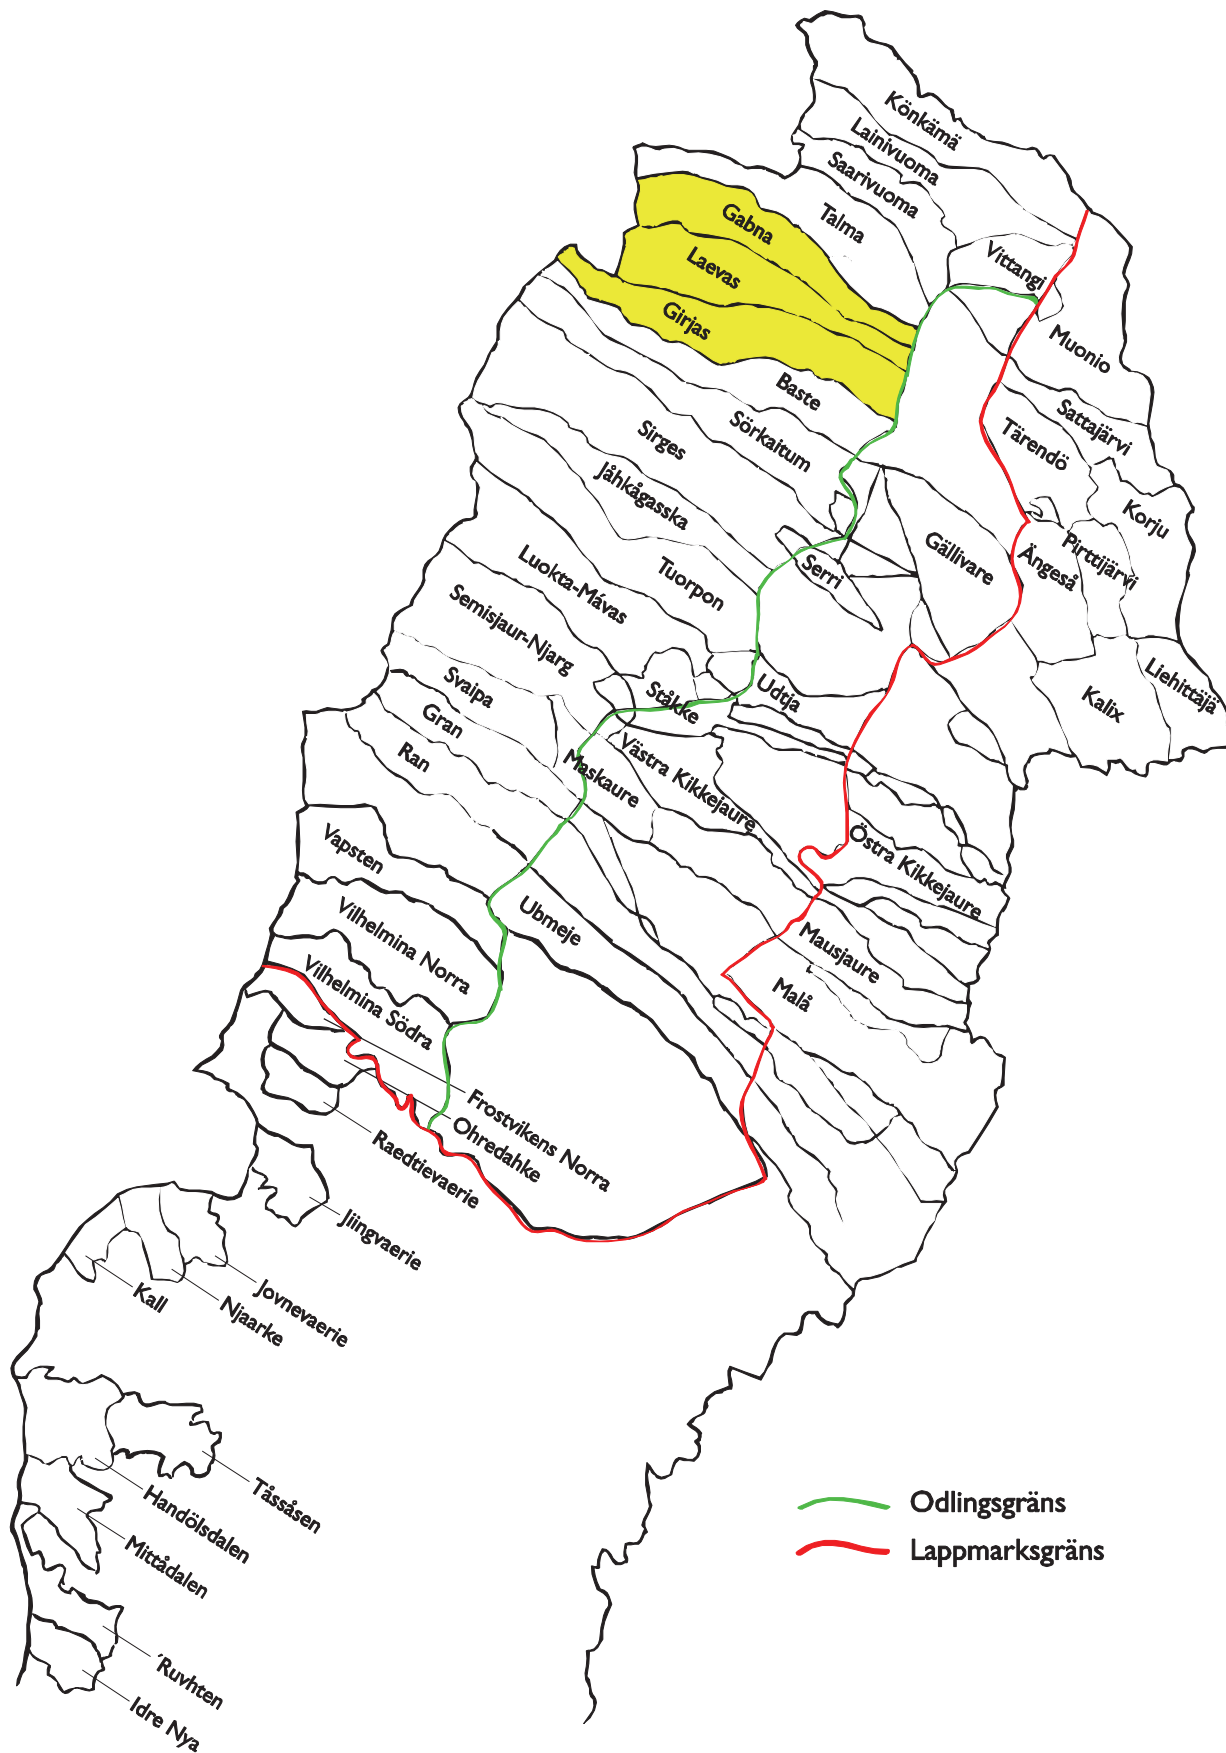 Könkämä
Lainivuoma
Saarivuoma
Talma
Gabna
Laevas
Girjas
Vittangi
Muonio
Baste
Sattajärvi
Sörkaitum
Tärendö
Sirges
Jåhkågasska
Korju
Pirttijärvi
Gällivare
Ängeså
Serri
Tuorpon
Luokta-Mávas
Semisjaur-Njarg
Liehittäjä
Kalix
Udtja
Ståkke
Svaipa
Gran
Ran
Västra Kikkejaure
Maskaure
Östra Kikkejaure
Vapsten
Ubmeje
Vilhelmina Norra
Mausjaure
Malå
Vilhelmina Södra
Frostvikens Norra
Ohredahke
Raedtievaerie
Jiingvaerie
Jovnevaerie
Njaarke
Kall
Tåssåsen
Handölsdalen
Mittådalen
'Ruvhten
Idre Nya
Odlingsgräns
Lappmarksgräns